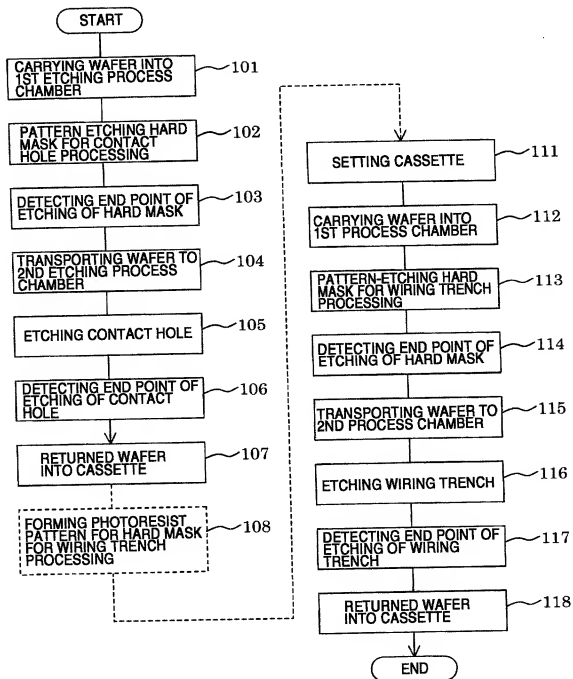 START
CARRYING WAFER INTO
1ST ETCHING PROCESS
CHAMBER
101
PATTERN ETCHING HARD
MASK FOR CONTACT
HOLE PROCESSING
102
DETECTING END POINT OF
ETCHING OF HARD MASK
103
TRANSPORTING WAFER TO
2ND ETCHING PROCESS
CHAMBER
104
ETCHING CONTACT HOLE
105
DETECTING END POINT OF
ETCHING OF CONTACT
HOLE
106
RETURNED WAFER
INTO CASSETTE
107
FORMING PHOTORESIST
PATTERN FOR HARD MASK
FOR WIRING TRENCH
PROCESSING
108
SETTING CASSETTE
111
CARRYING WAFER INTO
1ST PROCESS CHAMBER
112
PATTERN-ETCHING HARD
MASK FOR WIRING TRENCH
PROCESSING
113
DETECTING END POINT OF
ETCHING OF HARD MASK
114
TRANSPORTING WAFER TO
2ND PROCESS CHAMBER
115
ETCHING WIRING TRENCH
116
DETECTING END POINT OF
ETCHING OF WIRING
TRENCH
117
RETURNED WAFER
INTO CASSETTE
118
END